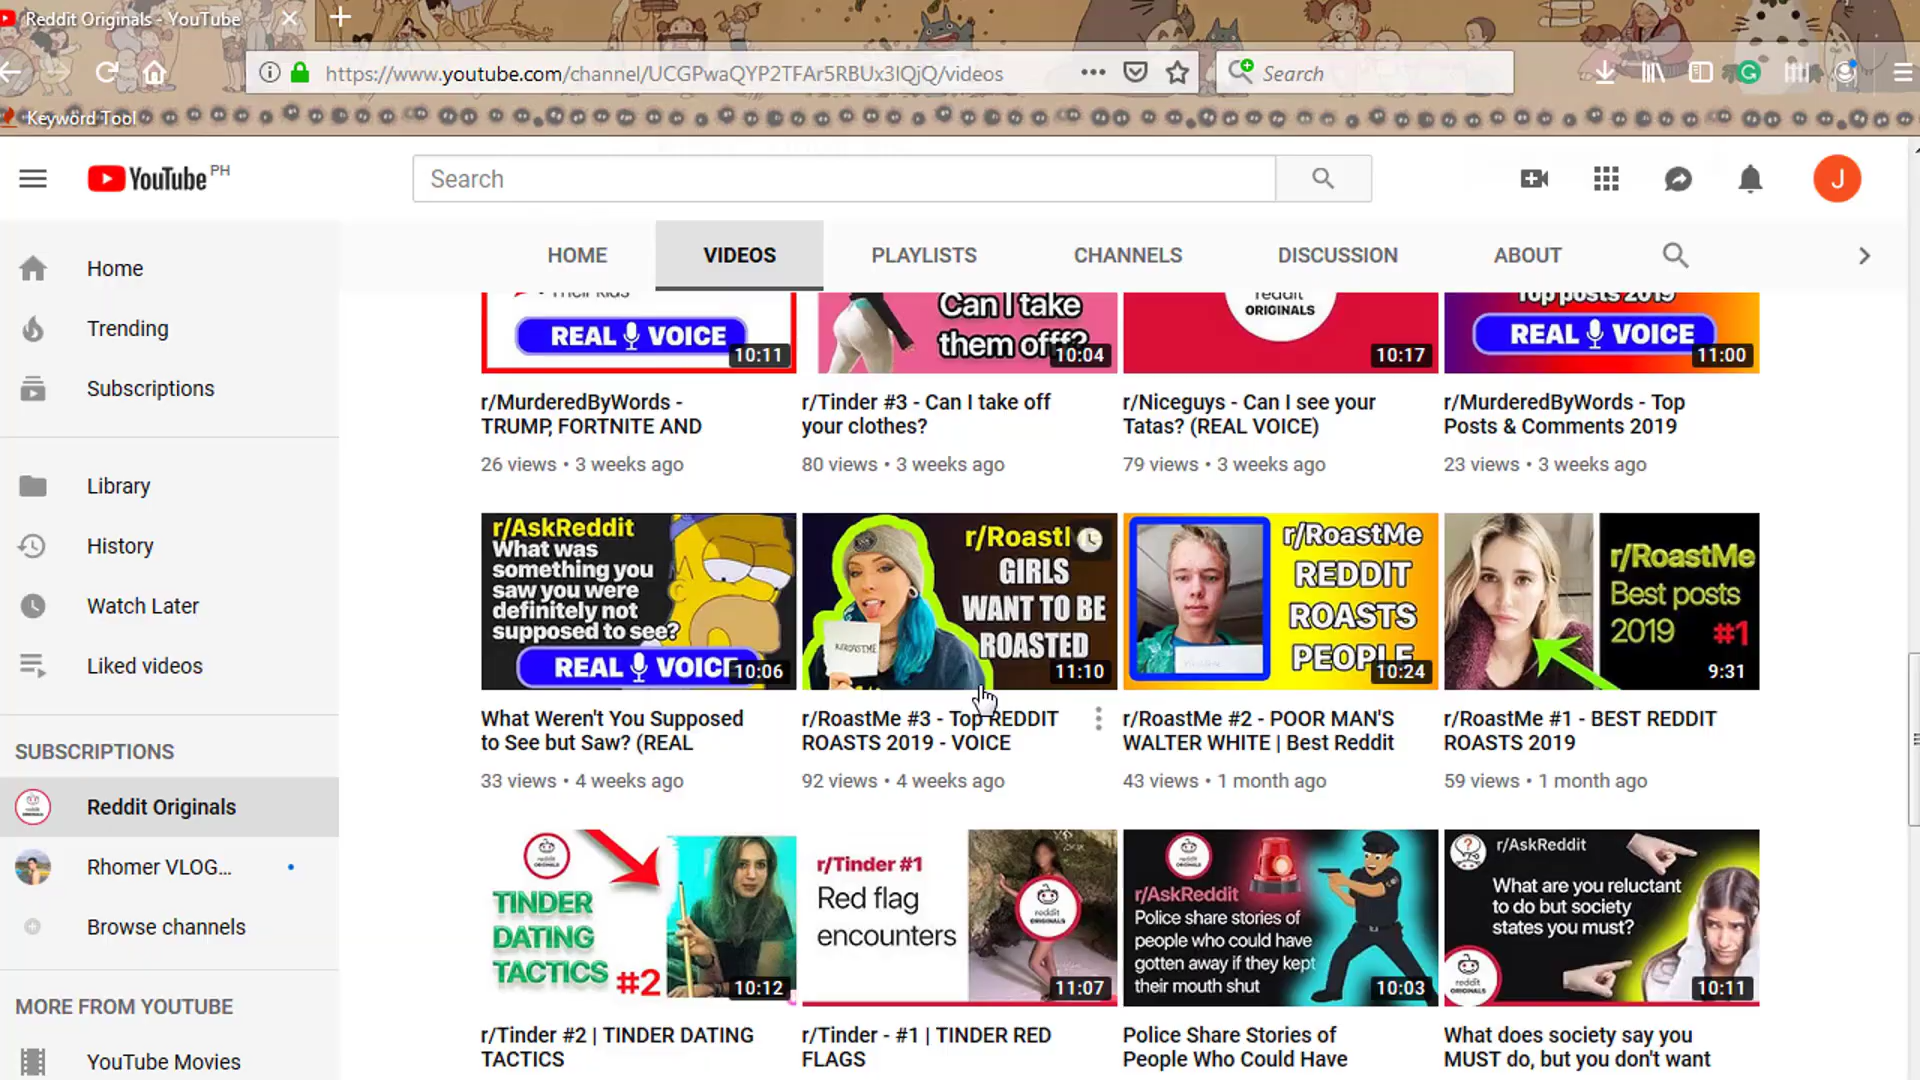 Reddit Originals - YouTube
https://www.youtube.com/channel/UCGPwaQYP2TFAr5RBUx3lQjQ/videos
Search
Keyword Tool
YouTube PH
Search
J
HOME
VIDEOS
PLAYLISTS
CHANNELS
DISCUSSION
ABOUT
Home
Trending
Subscriptions
Library
History
Watch Later
Liked videos
SUBSCRIPTIONS
Reddit Originals
Rhomer VLOG...
Browse channels
MORE FROM YOUTUBE
YouTube Movies
Their Kids
REAL VOICE
10:11
r/MurderedByWords -
TRUMP, FORTNITE AND
26 views • 3 weeks ago
Can I take
them offf?
10:04
r/Tinder #3 - Can I take off
your clothes?
80 views • 3 weeks ago
reddit
ORIGINALS
10:17
r/Niceguys - Can I see your
Tatas? (REAL VOICE)
79 views • 3 weeks ago
Top posts 2019
REAL VOICE
11:00
r/MurderedByWords - Top
Posts & Comments 2019
23 views • 3 weeks ago
r/AskReddit
What was
something you
saw you were
definitely not
supposed to see?
REAL VOICE
10:06
What Weren't You Supposed
to See but Saw? (REAL
33 views • 4 weeks ago
r/Roast
GIRLS
WANT TO BE
ROASTED
R/ROASTME
11:10
r/RoastMe #3 - Top REDDIT
ROASTS 2019 - VOICE
92 views • 4 weeks ago
r/RoastMe
REDDIT
ROASTS
PEOPLE
10:24
r/RoastMe #2 - POOR MAN'S
WALTER WHITE | Best Reddit
43 views • 1 month ago
r/RoastMe
Best posts
2019 #1
9:31
r/RoastMe #1 - BEST REDDIT
ROASTS 2019
59 views • 1 month ago
reddit
ORIGINALS
TINDER
DATING
TACTICS #2
10:12
r/Tinder #2 | TINDER DATING
TACTICS
r/Tinder #1
Red flag
encounters
reddit
ORIGINALS
11:07
r/Tinder - #1 | TINDER RED
FLAGS
reddit
ORIGINALS
r/AskReddit
Police share stories of
people who could have
gotten away if they kept
their mouth shut
10:03
Police Share Stories of
People Who Could Have
r/AskReddit
What are you reluctant
to do but society
states you must?
reddit
ORIGINALS
10:11
What does society say you
MUST do, but you don't want